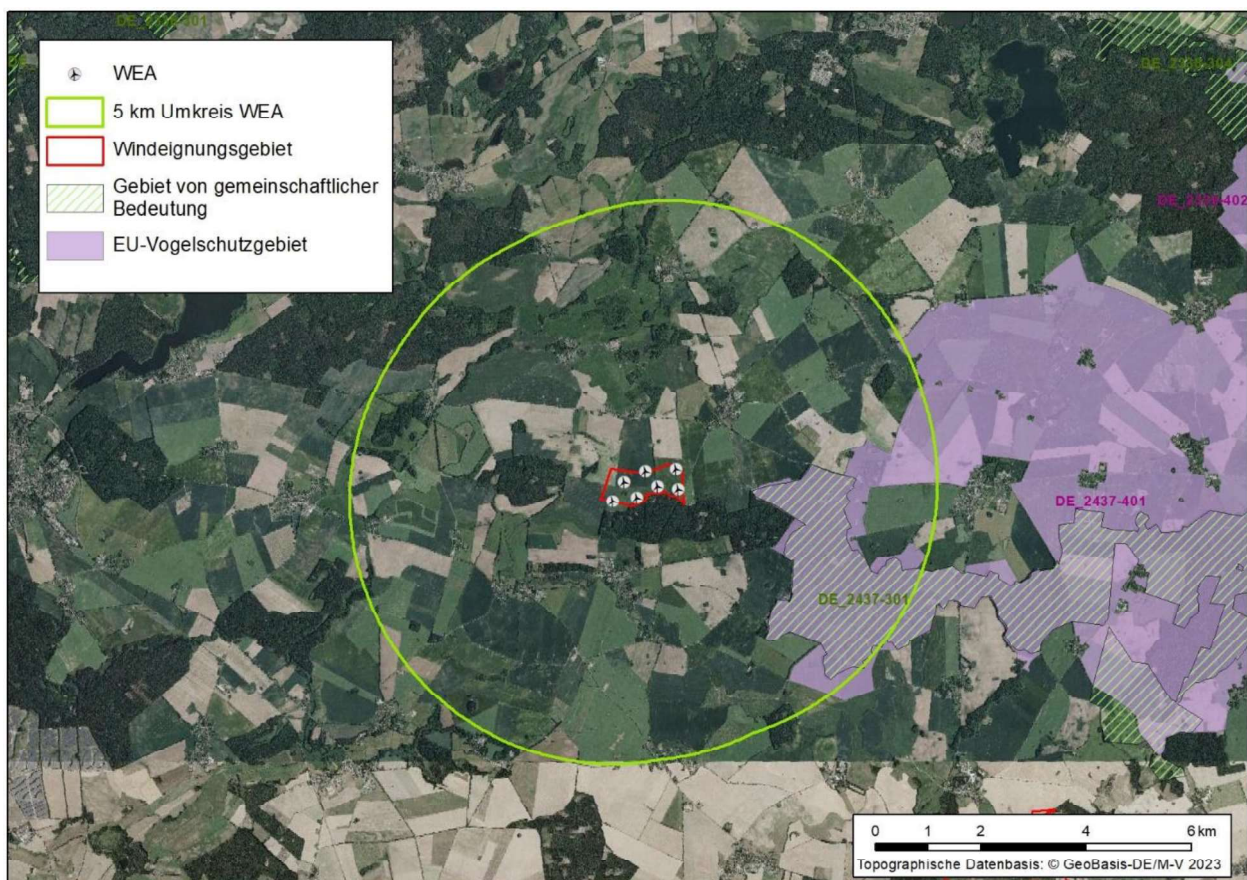 WEA
5 km Umkreis WEA
Windeignungsgebiet
Gebiet von gemeinschaftlicher
Bedeutung
EU-Vogelschutzgebiet
DE_2437-401
DE_2437-301
0 1 2 4 6 km
Topographische Datenbasis: © GeoBasis-DE/M-V 2023